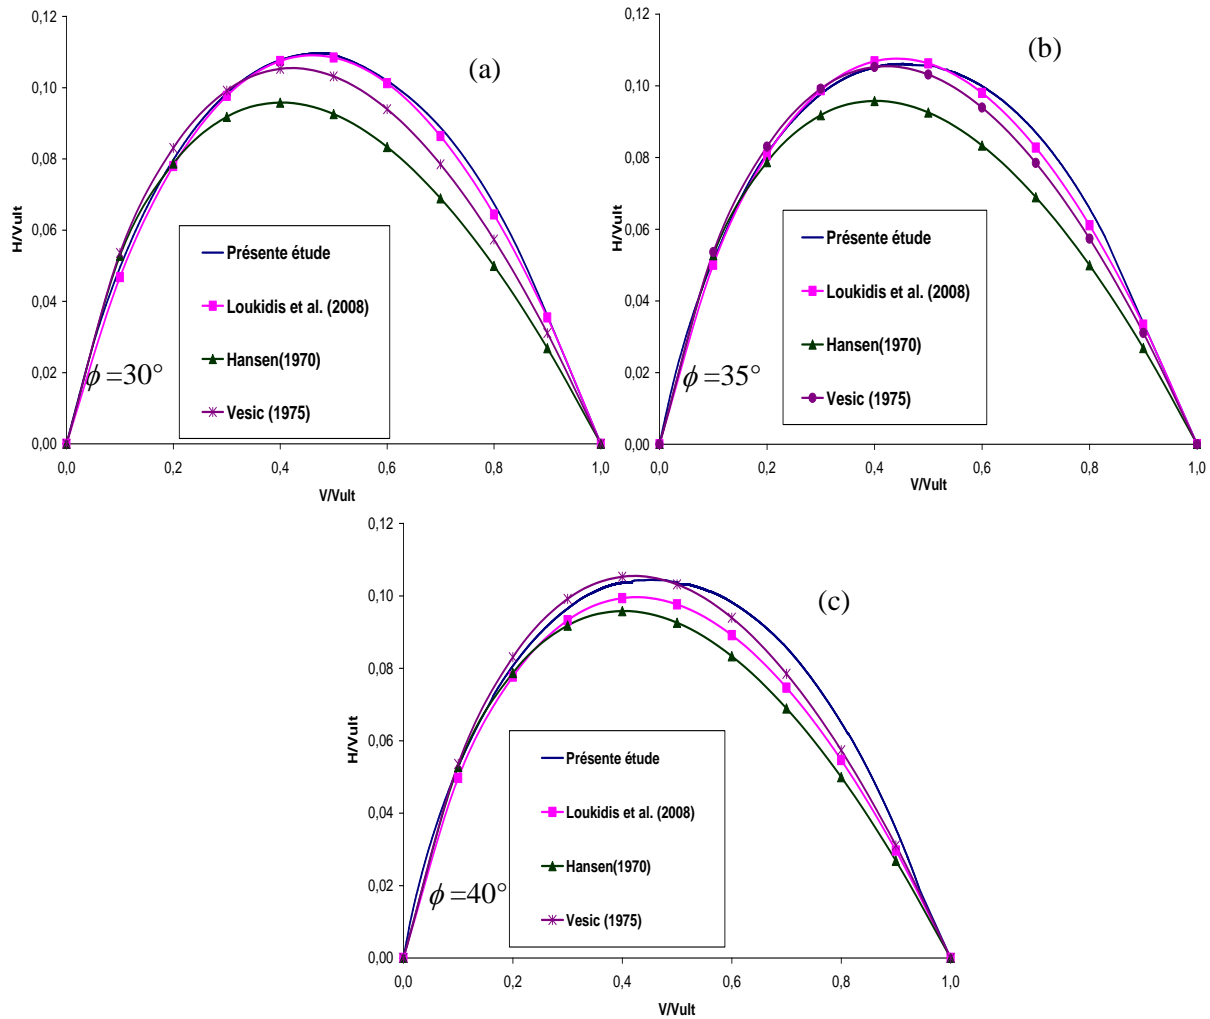 (a)
H/Vult
0,12
0,10
0,08
0,06
0,04
0,02
0,00
Présente étude
Loukidis et al. (2008)
Hansen(1970)
Vesic (1975)
ϕ =30°
0,0 0,2 0,4 0,6 0,8 1,0
V/Vult
(b)
H/Vult
0,12
0,10
0,08
0,06
0,04
0,02
0,00
Présente étude
Loukidis et al. (2008)
Hansen(1970)
Vesic (1975)
ϕ =35°
0,0 0,2 0,4 0,6 0,8 1,0
V/Vult
(c)
H/Vult
0,12
0,10
0,08
0,06
0,04
0,02
0,00
Présente étude
Loukidis et al. (2008)
Hansen(1970)
Vesic (1975)
ϕ =40°
0,0 0,2 0,4 0,6 0,8 1,0
V/Vult